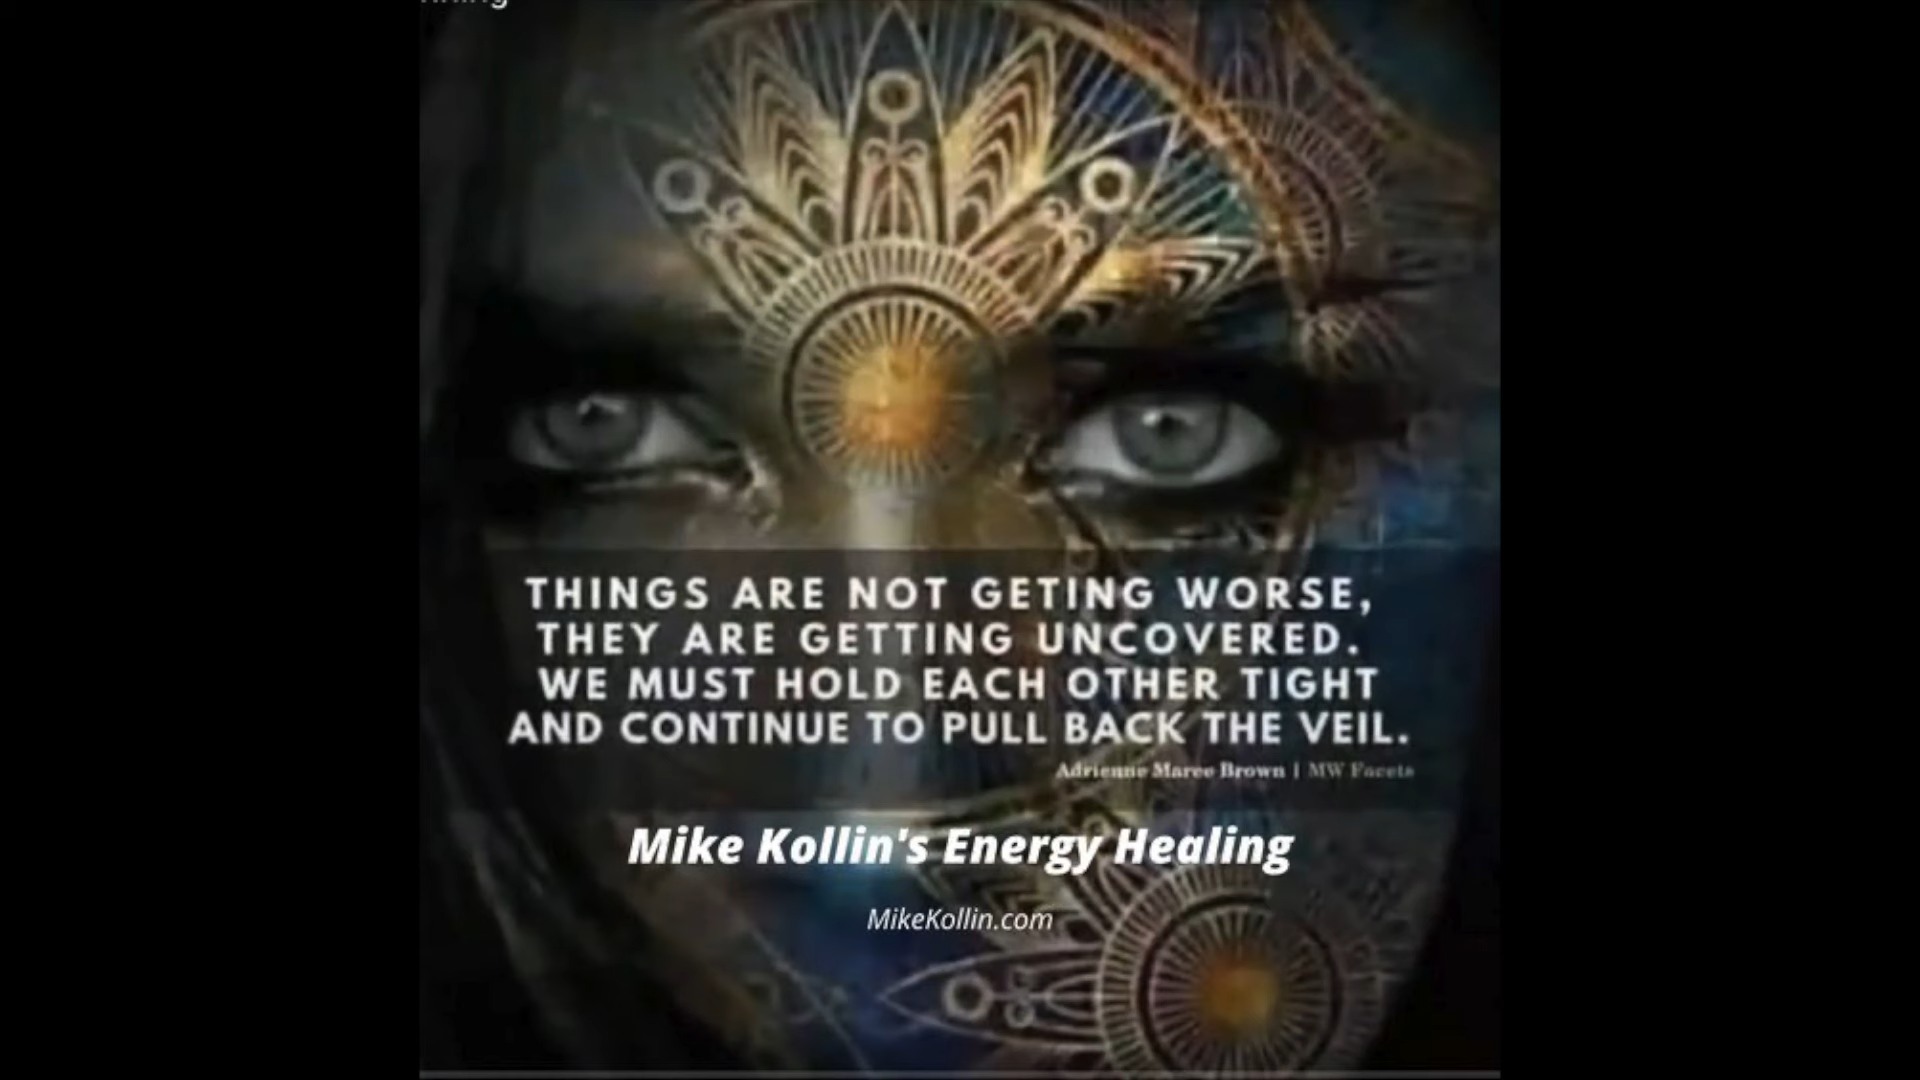 THINGS ARE NOT GETING WORSE,
THEY ARE GETTING UNCOVERED.
WE MUST HOLD EACH OTHER TIGHT
AND CONTINUE TO PULL BACK THE VEIL.
Adrienne Maree Brown | MW Facets
Mike Kollin's Energy Healing
MikeKollin.com